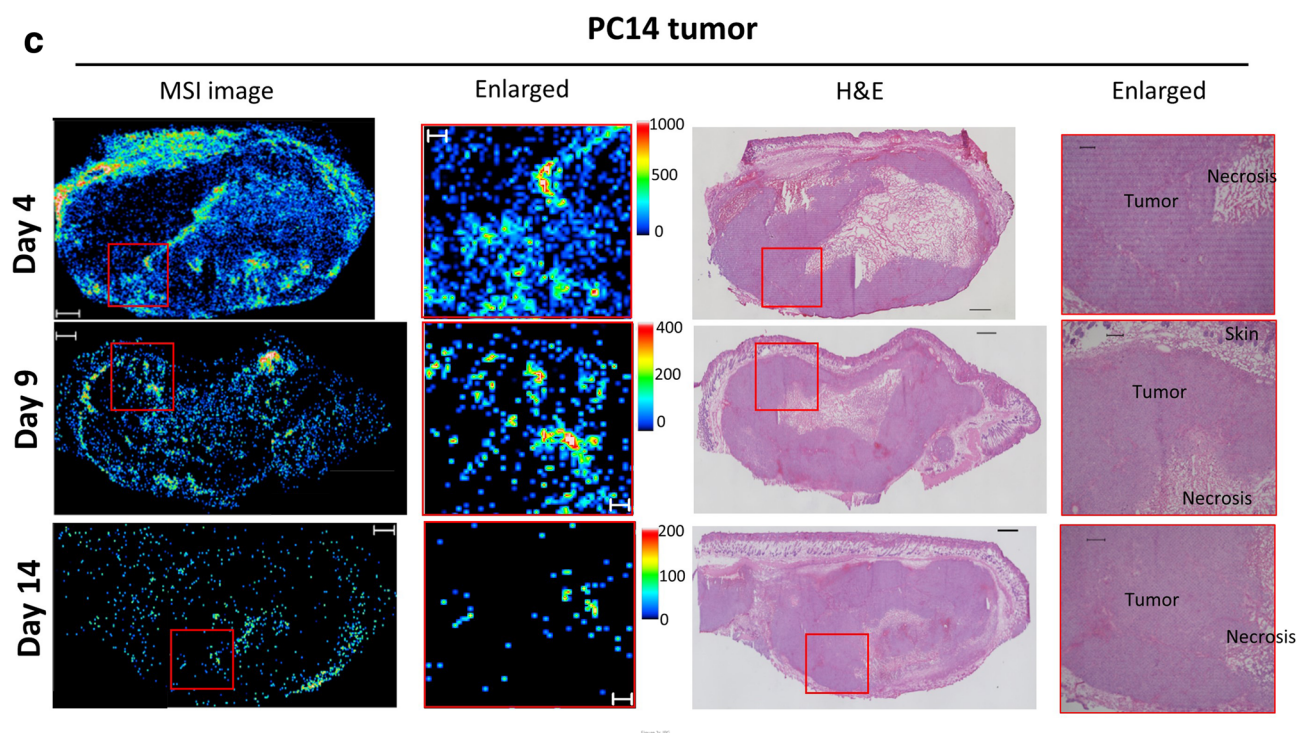 c
PC14 tumor
MSI image
Enlarged
H&E
Enlarged
Day 4
1000
500
0
Tumor
Necrosis
Day 9
400
200
0
Skin
Tumor
Necrosis
Day 14
200
100
0
Tumor
Necrosis